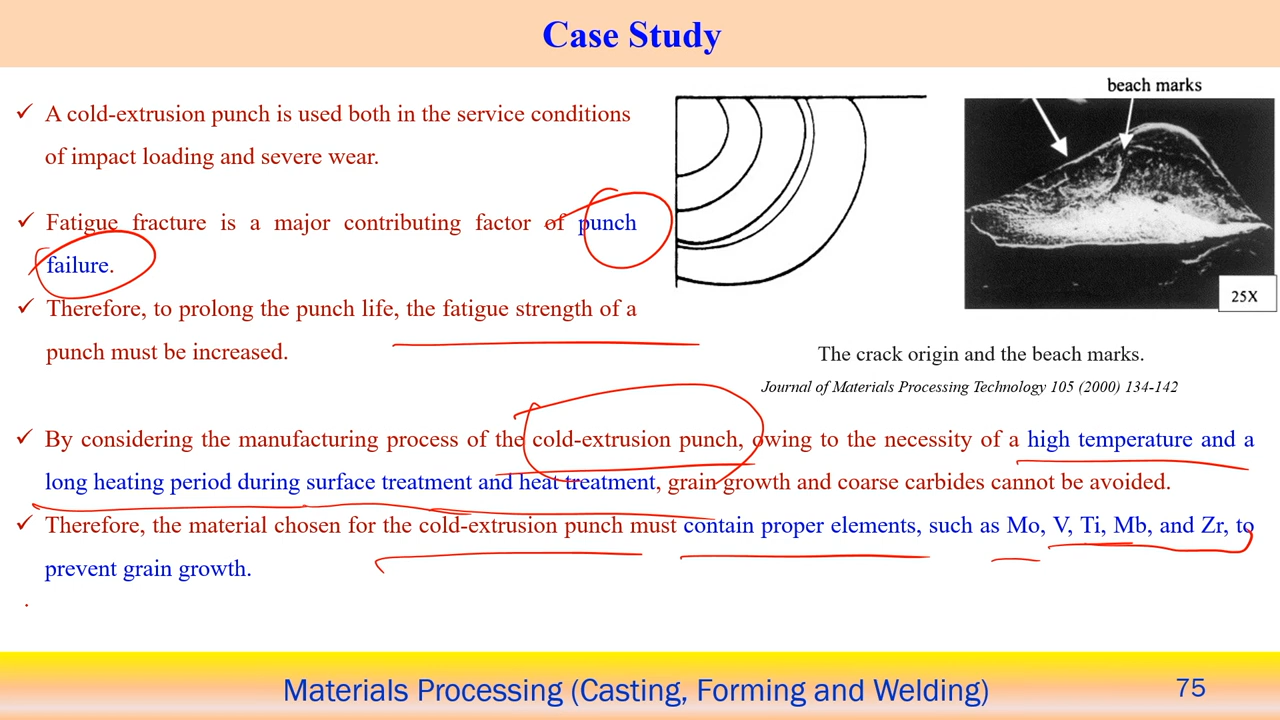 Case Study
✓ A cold-extrusion punch is used both in the service conditions
of impact loading and severe wear.
✓ Fatigue fracture is a major contributing factor of punch
failure.
✓ Therefore, to prolong the punch life, the fatigue strength of a
punch must be increased.
beach marks
25X
The crack origin and the beach marks.
Journal of Materials Processing Technology 105 (2000) 134-142
✓ By considering the manufacturing process of the cold-extrusion punch, owing to the necessity of a high temperature and a
long heating period during surface treatment and heat treatment, grain growth and coarse carbides cannot be avoided.
✓ Therefore, the material chosen for the cold-extrusion punch must contain proper elements, such as Mo, V, Ti, Mb, and Zr, to
prevent grain growth.
.
Materials Processing (Casting, Forming and Welding)
75